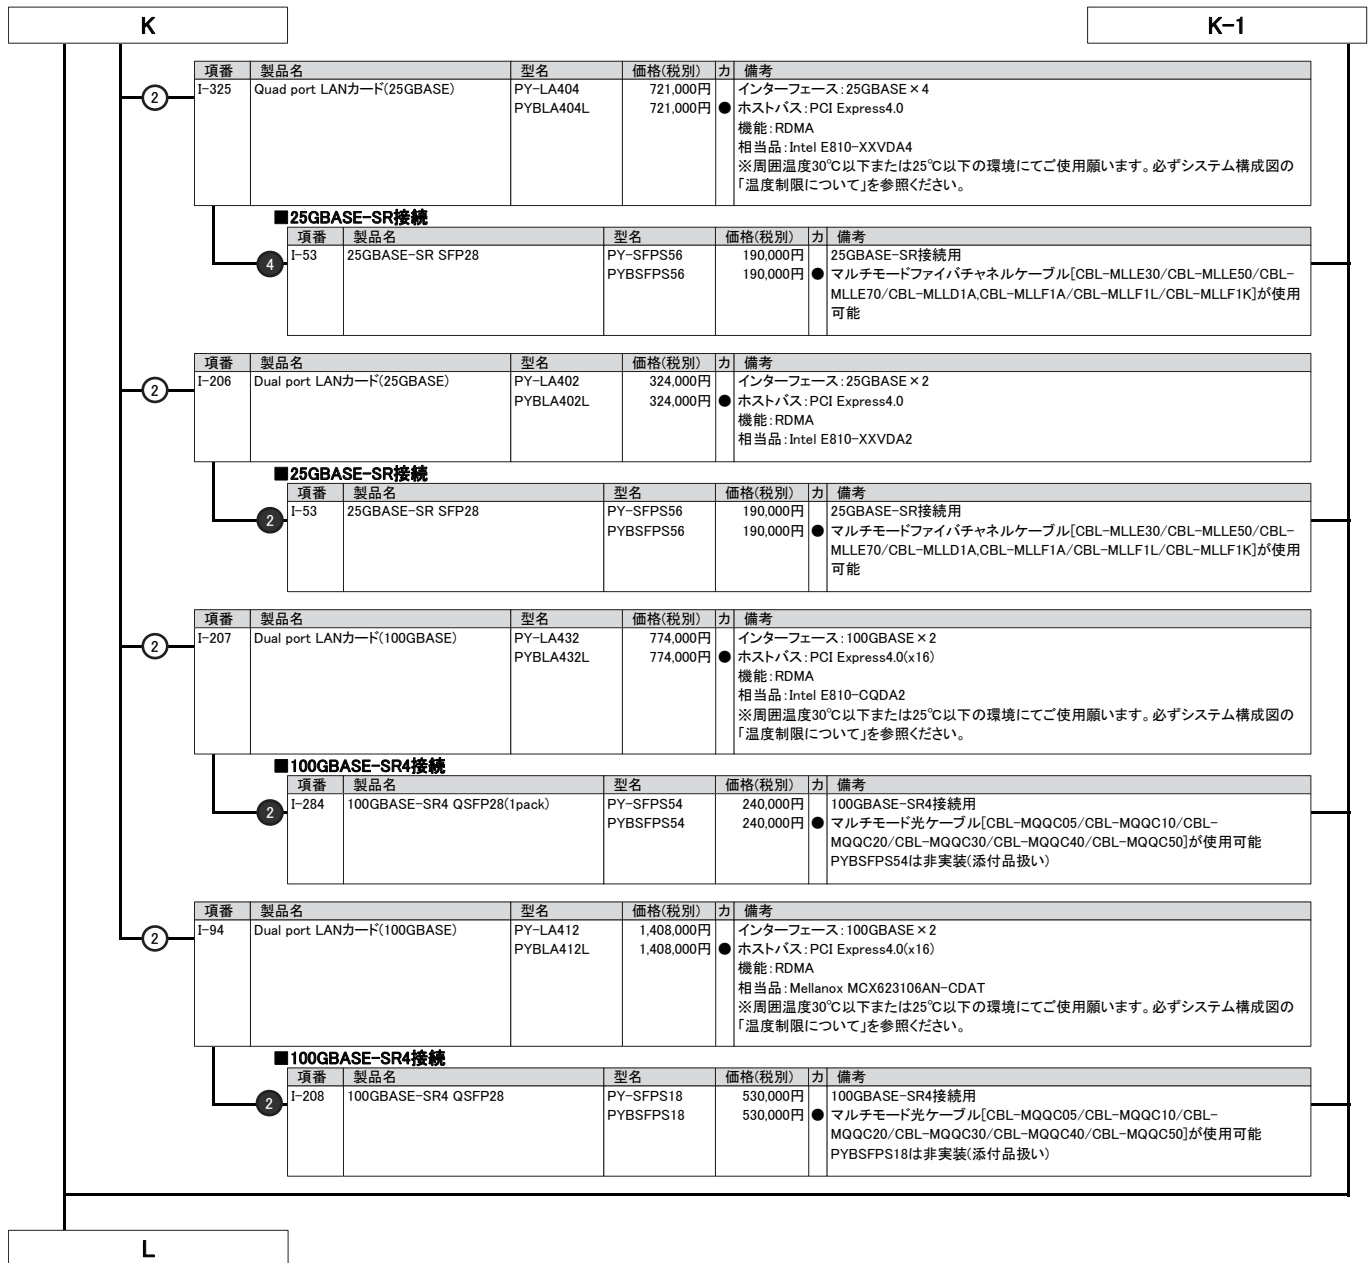 K
K-1
項番 製品名 型名 価格(税別) カ 備考
② I-325 Quad port LANカード(25GBASE) PY-LA404 721,000円 インターフェース:25GBASE×4
PYBLA404L 721,000円 ● ホストバス:PCI Express4.0
機能:RDMA
相当品:Intel E810-XXVDA4
※周囲温度30℃以下または25℃以下の環境にてご使用願います。必ずシステム構成図の
「温度制限について」を参照ください。
■25GBASE-SR接続
項番 製品名 型名 価格(税別) カ 備考
4 I-53 25GBASE-SR SFP28 PY-SFPS56 190,000円 25GBASE-SR接続用
PYBSFPS56 190,000円 ● マルチモードファイバチャネルケーブル[CBL-MLLE30/CBL-MLLE50/CBL-
MLLE70/CBL-MLLD1A,CBL-MLLF1A/CBL-MLLF1L/CBL-MLLF1K]が使用
可能
項番 製品名 型名 価格(税別) カ 備考
② I-206 Dual port LANカード(25GBASE) PY-LA402 324,000円 インターフェース:25GBASE×2
PYBLA402L 324,000円 ● ホストバス:PCI Express4.0
機能:RDMA
相当品:Intel E810-XXVDA2
■25GBASE-SR接続
項番 製品名 型名 価格(税別) カ 備考
2 I-53 25GBASE-SR SFP28 PY-SFPS56 190,000円 25GBASE-SR接続用
PYBSFPS56 190,000円 ● マルチモードファイバチャネルケーブル[CBL-MLLE30/CBL-MLLE50/CBL-
MLLE70/CBL-MLLD1A,CBL-MLLF1A/CBL-MLLF1L/CBL-MLLF1K]が使用
可能
項番 製品名 型名 価格(税別) カ 備考
② I-207 Dual port LANカード(100GBASE) PY-LA432 774,000円 インターフェース:100GBASE×2
PYBLA432L 774,000円 ● ホストバス:PCI Express4.0(x16)
機能:RDMA
相当品:Intel E810-CQDA2
※周囲温度30℃以下または25℃以下の環境にてご使用願います。必ずシステム構成図の
「温度制限について」を参照ください。
■100GBASE-SR4接続
項番 製品名 型名 価格(税別) カ 備考
2 I-284 100GBASE-SR4 QSFP28(1pack) PY-SFPS54 240,000円 100GBASE-SR4接続用
PYBSFPS54 240,000円 ● マルチモード光ケーブル[CBL-MQQC05/CBL-MQQC10/CBL-
MQQC20/CBL-MQQC30/CBL-MQQC40/CBL-MQQC50]が使用可能
PYBSFPS54は非実装(添付品扱い)
項番 製品名 型名 価格(税別) カ 備考
② I-94 Dual port LANカード(100GBASE) PY-LA412 1,408,000円 インターフェース:100GBASE×2
PYBLA412L 1,408,000円 ● ホストバス:PCI Express4.0(x16)
機能:RDMA
相当品:Mellanox MCX623106AN-CDAT
※周囲温度30℃以下または25℃以下の環境にてご使用願います。必ずシステム構成図の
「温度制限について」を参照ください。
■100GBASE-SR4接続
項番 製品名 型名 価格(税別) カ 備考
2 I-208 100GBASE-SR4 QSFP28 PY-SFPS18 530,000円 100GBASE-SR4接続用
PYBSFPS18 530,000円 ● マルチモード光ケーブル[CBL-MQQC05/CBL-MQQC10/CBL-
MQQC20/CBL-MQQC30/CBL-MQQC40/CBL-MQQC50]が使用可能
PYBSFPS18は非実装(添付品扱い)
L